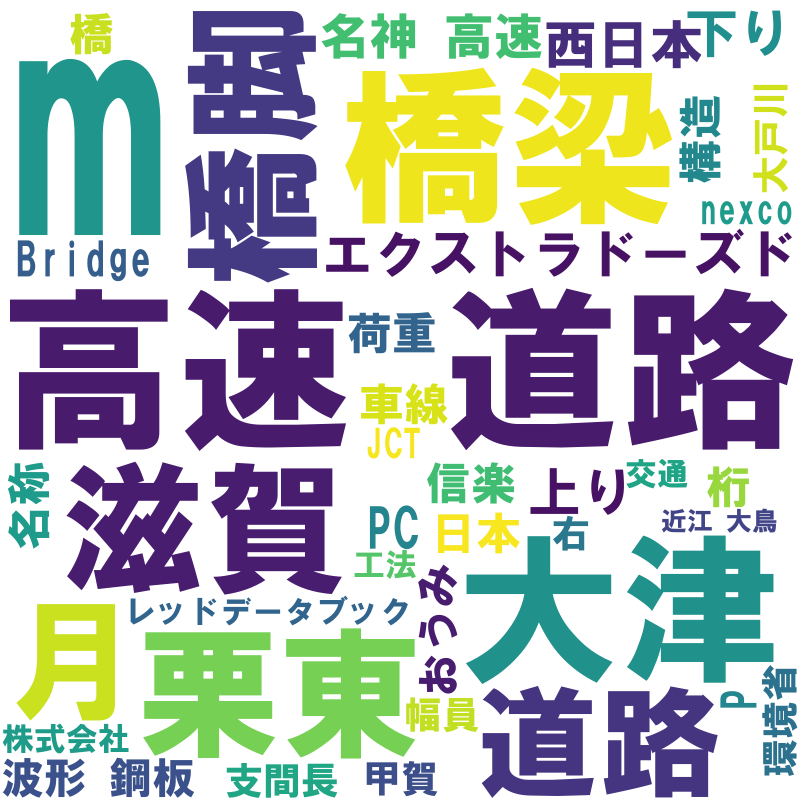 橋
名神 高速
西日本
下り
m
橋脚
橋梁
構造
大戸川
nexco
Bridge
エクストラドーズド
高速
道路
荷重
車線
JCT
名称
滋賀
信楽
上り
交通
桁
PC
日本
右
近江 大鳥
工法
おうみ
大津
月
レッドデータブック
栗東
幅員
道路
p
環境省
株式会社
波形 鋼板
支間長
甲賀